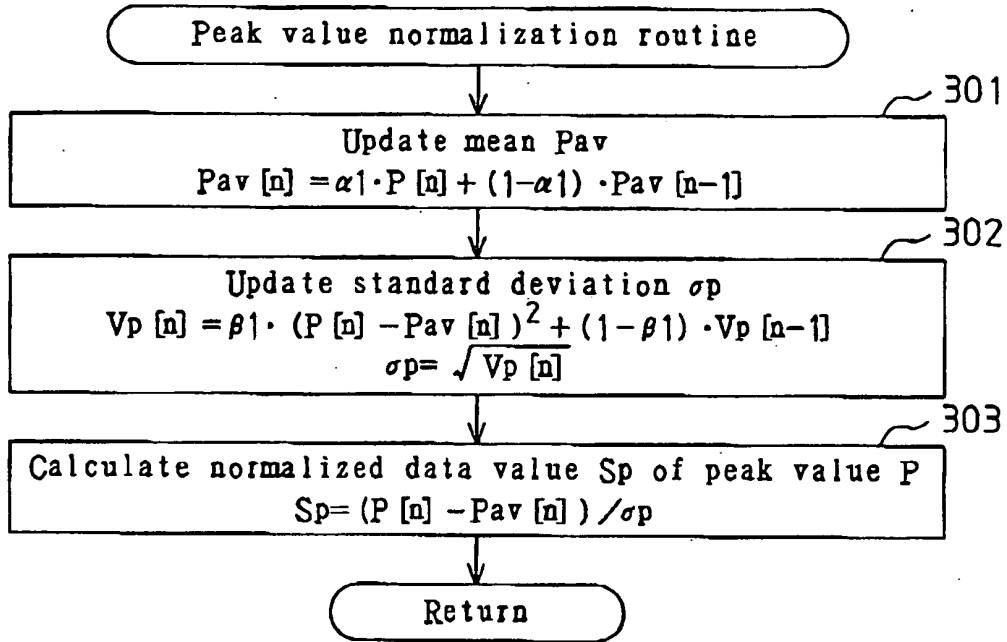 Peak value normalization routine
301
Update mean Pav
Pav [n] = α1·P [n] + (1-α1) ·Pav [n-1]
302
Update standard deviation σp
Vp [n] = β1· (P [n] -Pav [n] )² + (1-β1) ·Vp [n-1]
σp= √Vp [n]
303
Calculate normalized data value Sp of peak value P
Sp= (P [n] -Pav [n] ) /σp
Return